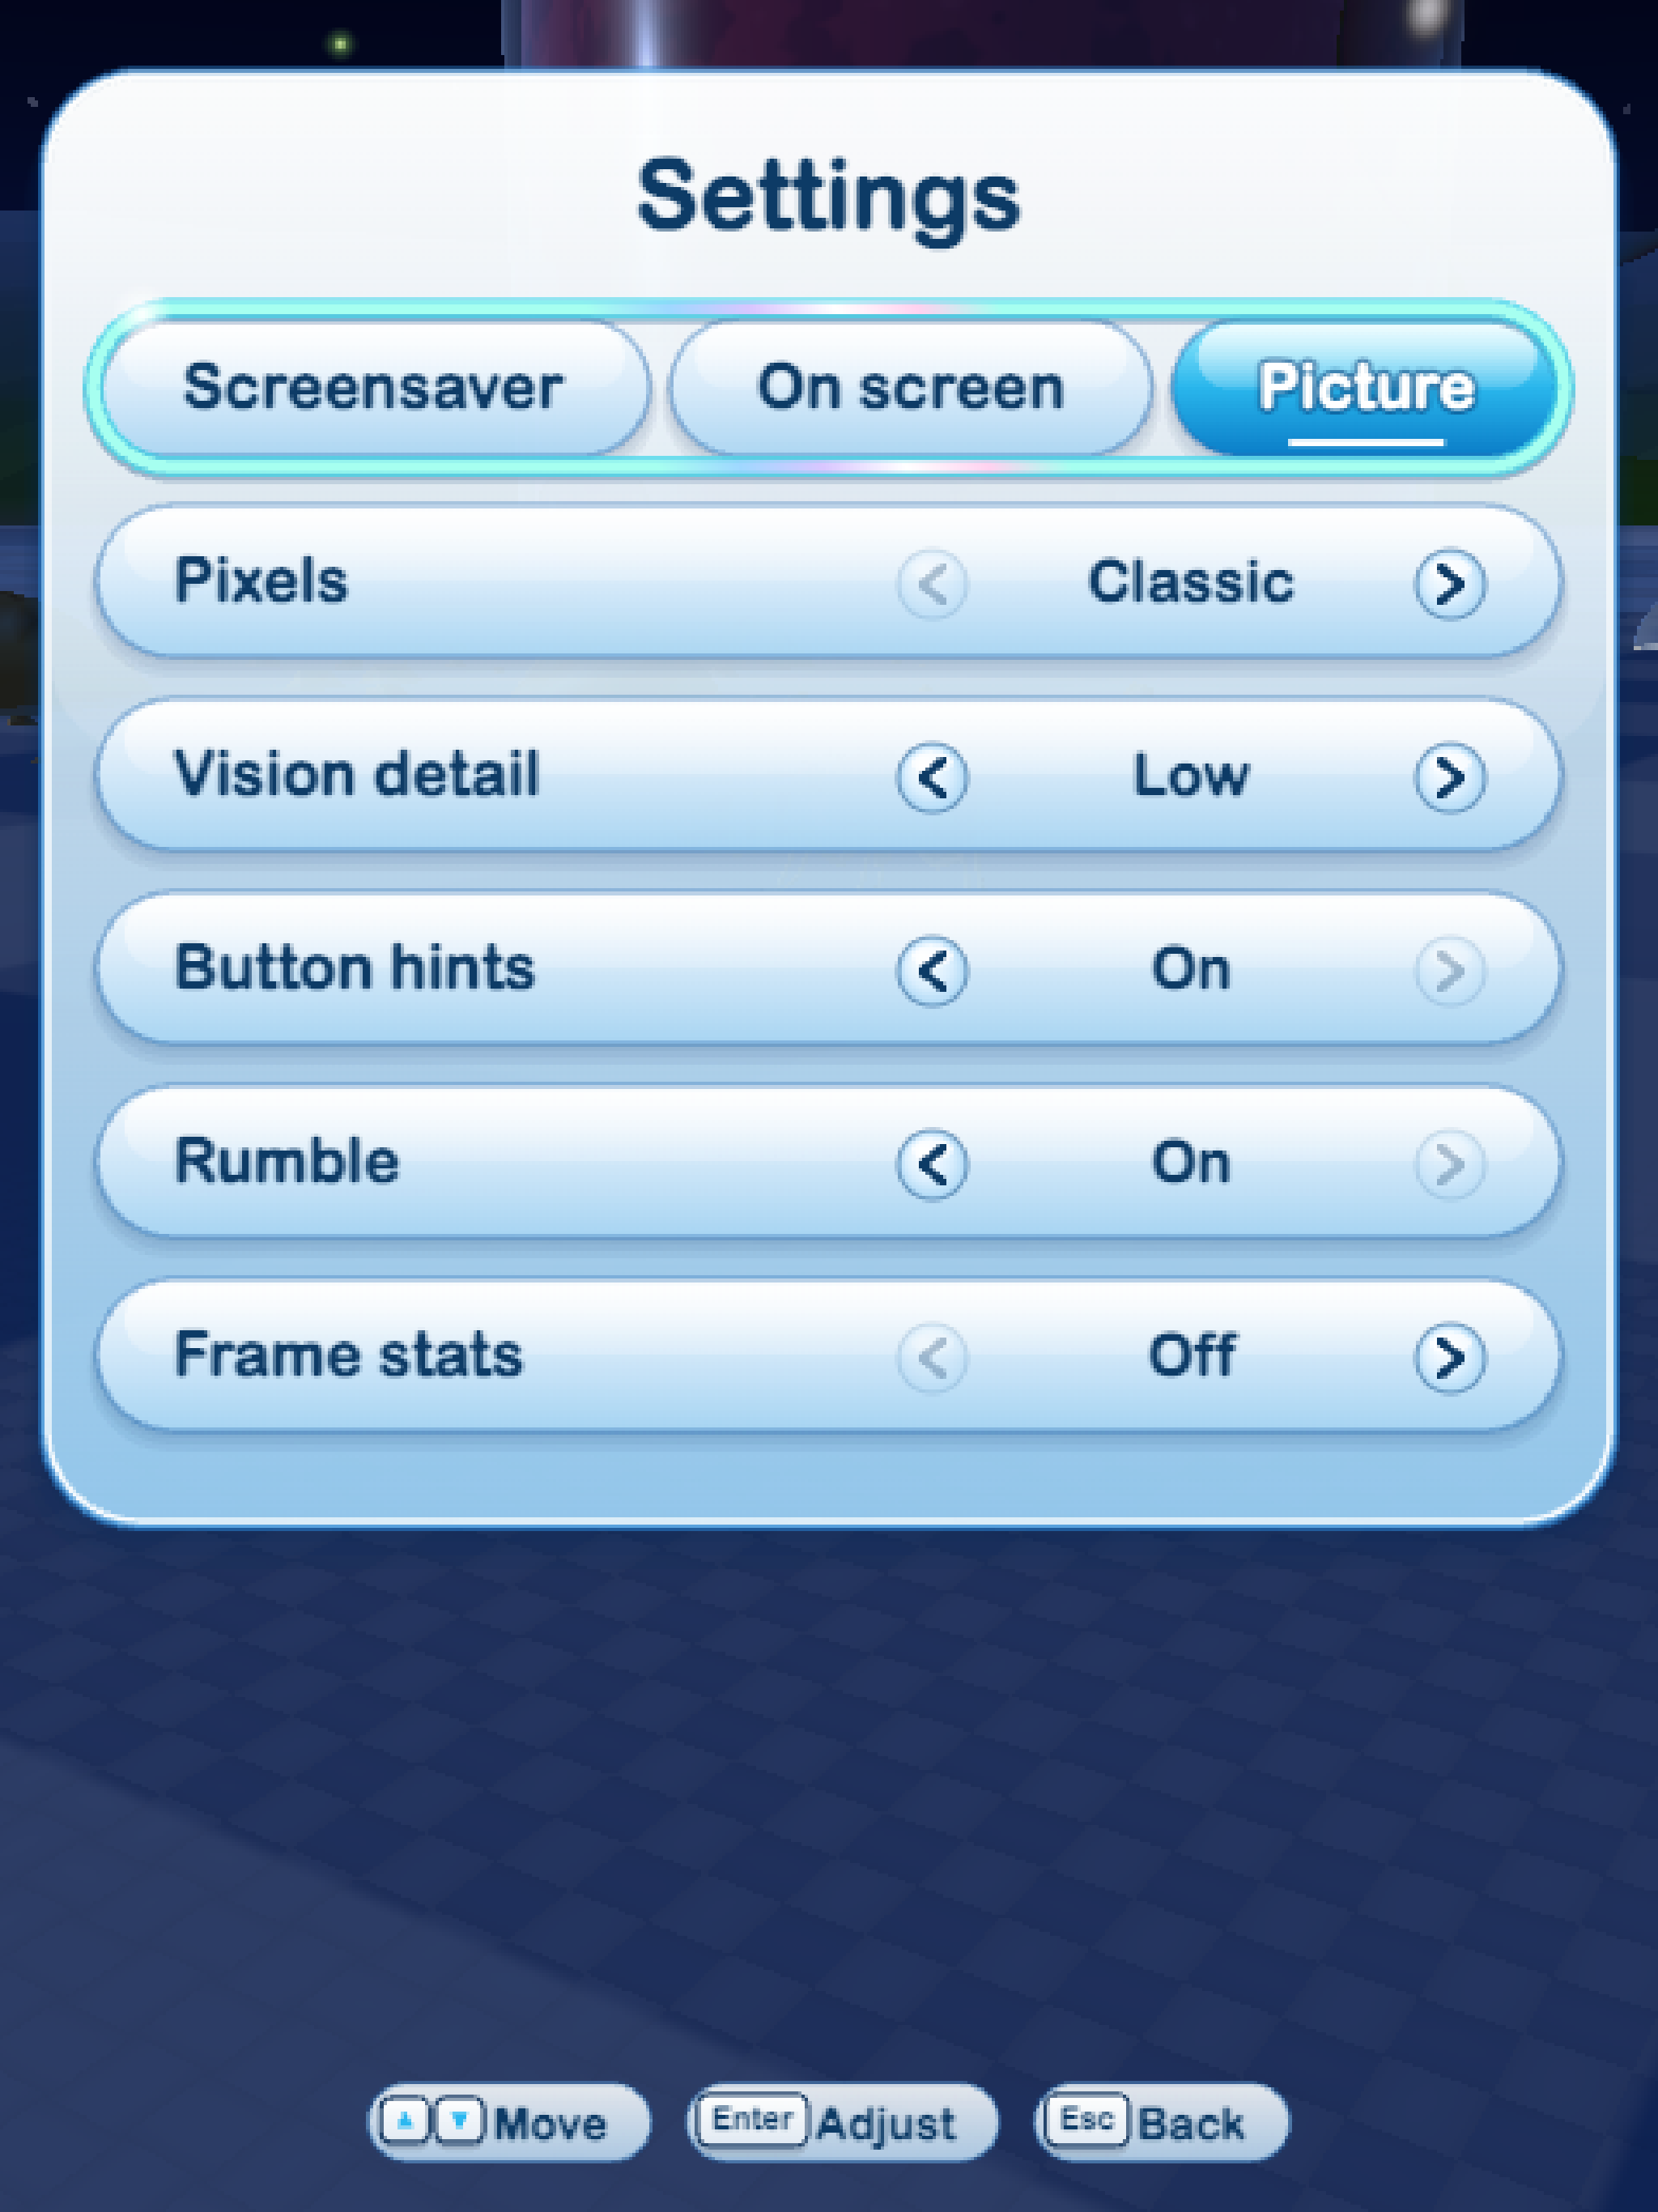 Settings
Screensaver On screen Picture
Pixels < Classic >
Vision detail < Low >
Button hints < On >
Rumble < On >
Frame stats < Off >
▲ ▼ Move Enter Adjust Esc Back